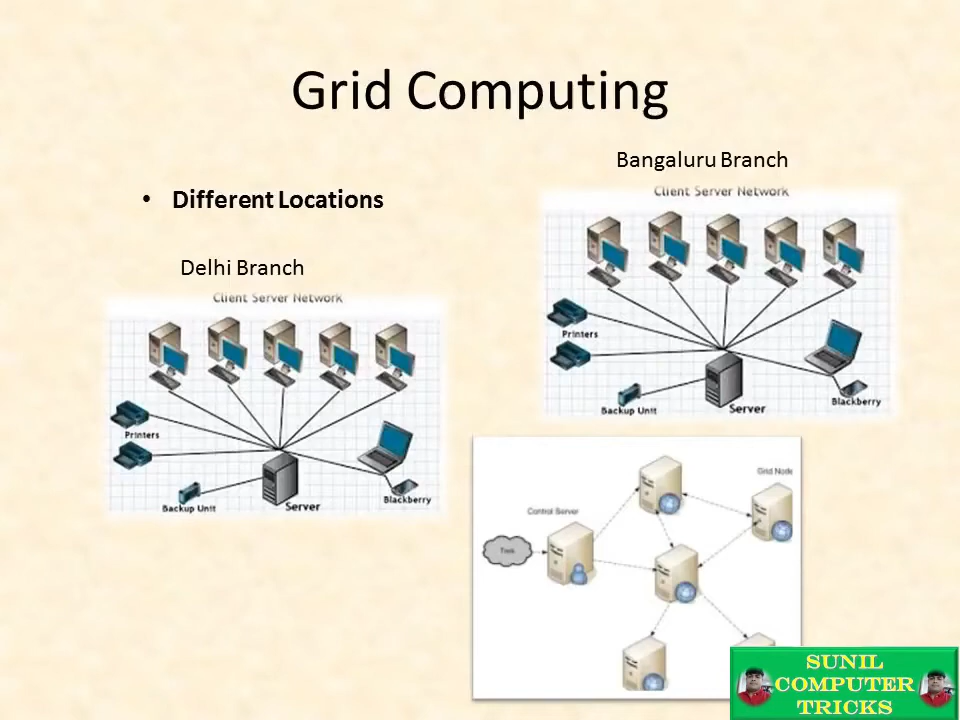 Grid Computing
Bangaluru Branch
• Different Locations
Client Server Network
Printers
Backup Unit
Server
Blackberry
Delhi Branch
Client Server Network
Printers
Backup Unit
Server
Blackberry
Grid Node
Control Server
Task
SUNIL
COMPUTER
TRICKS